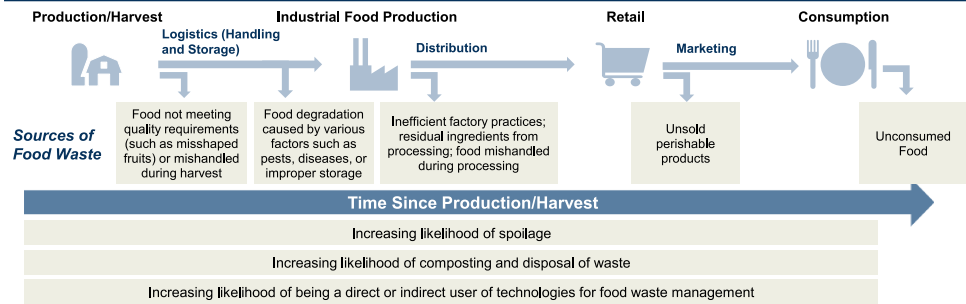 Production/Harvest
Industrial Food Production
Retail
Consumption
Logistics (Handling
and Storage)
Distribution
Marketing
Sources of
Food Waste
Food not meeting
quality requirements
(such as misshaped
fruits) or mishandled
during harvest
Food degradation
caused by various
factors such as
pests, diseases, or
improper storage
Inefficient factory practices;
residual ingredients from
processing; food mishandled
during processing
Unsold
perishable
products
Unconsumed
Food
Time Since Production/Harvest
Increasing likelihood of spoilage
Increasing likelihood of composting and disposal of waste
Increasing likelihood of being a direct or indirect user of technologies for food waste management